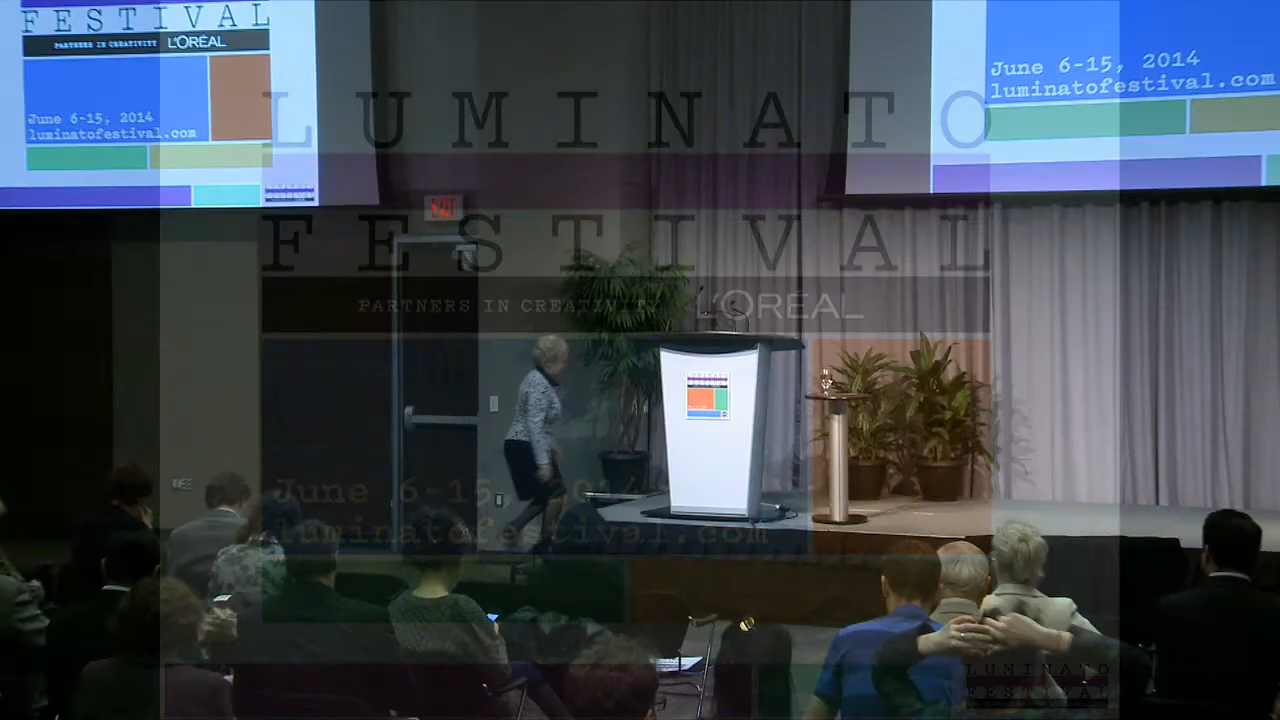 FESTIVAL
PARTNERS IN CREATIVITY L'ORÉAL
June 6-15, 2014
luminatofestival.com
June 6-15, 2014
luminatofestival.com
LUMINATO
FESTIVAL
PARTNERS IN CREATIVITY L'ORÉAL
EXIT
June 6-15, 2014
luminatofestival.com
LUMINATO
FESTIVAL